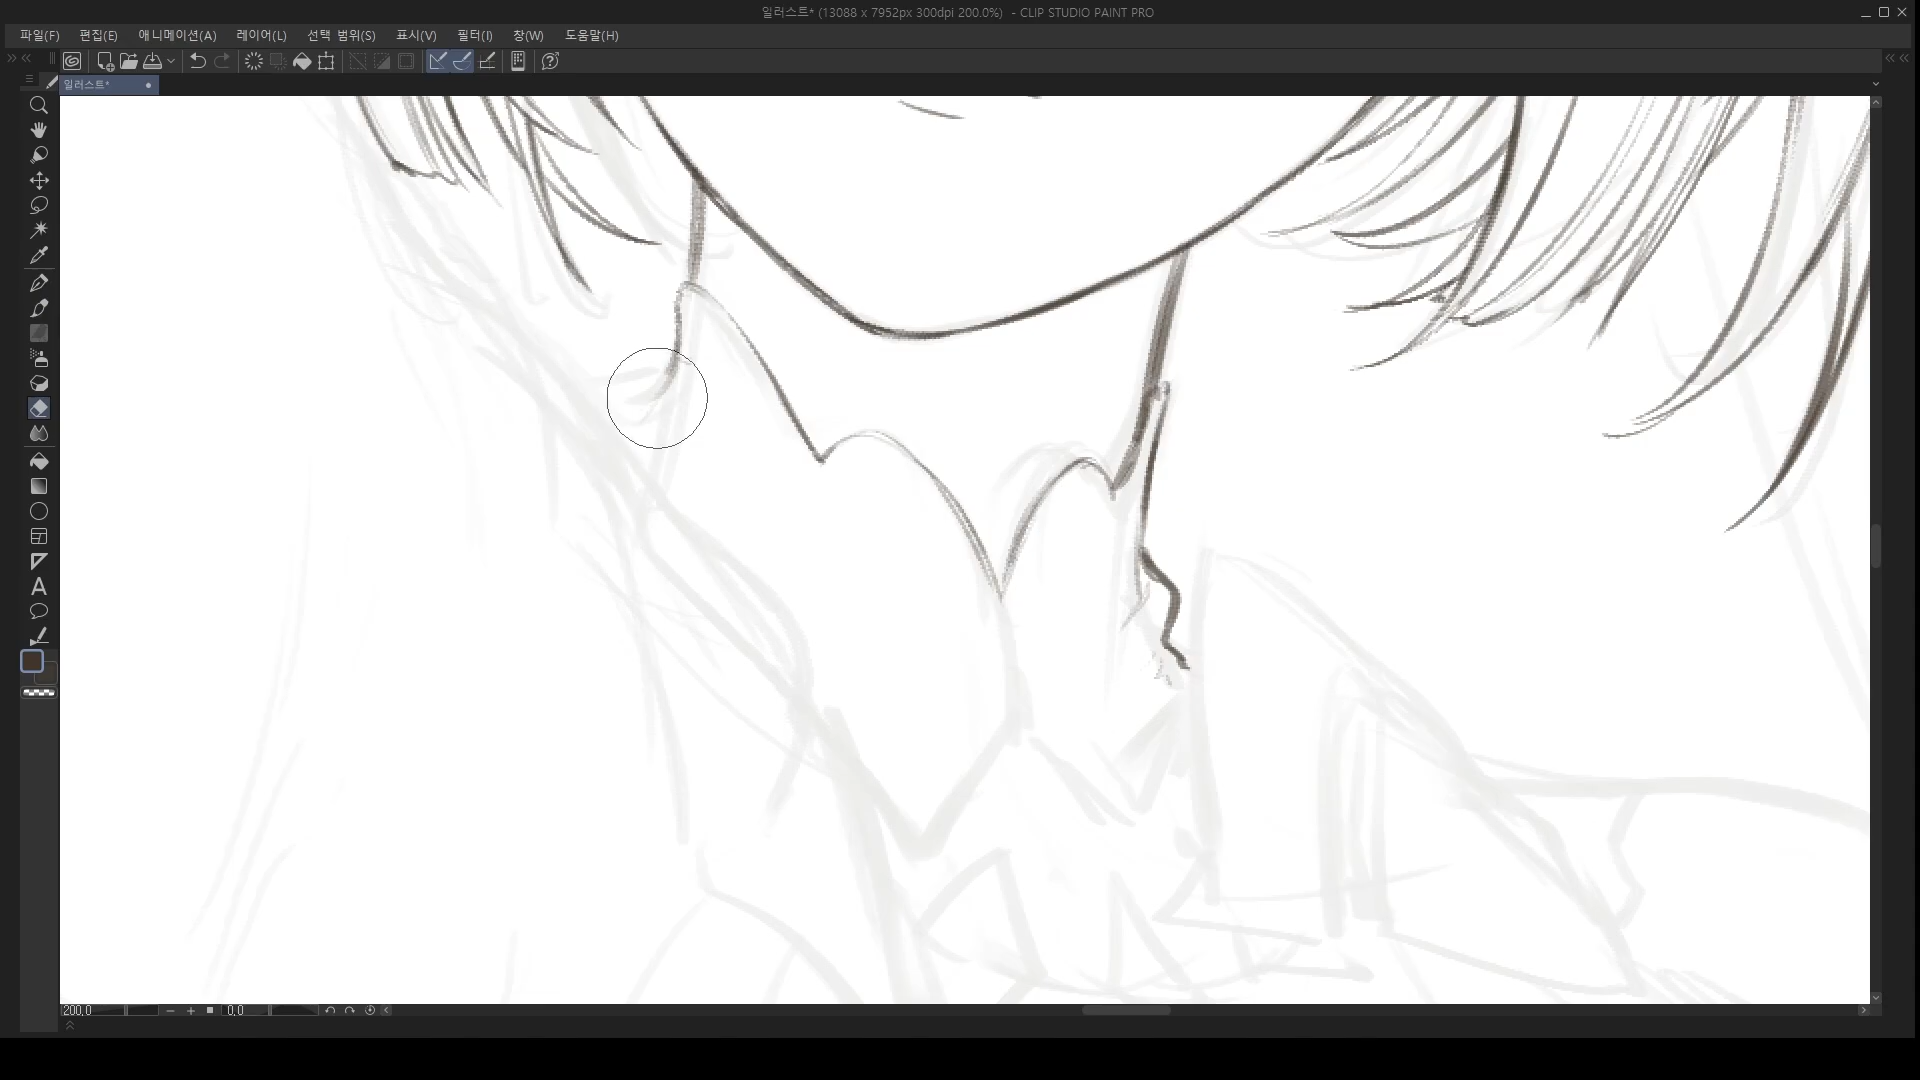 일러스트* (13088 x 7952px 300dpi 200.0%) - CLIP STUDIO PAINT PRO
파일(F) 편집(E) 애니메이션(A) 레이어(L) 선택 범위(S) 표시(V) 필터(I) 창(W) 도움말(H)
일러스트*
200.0 0.0